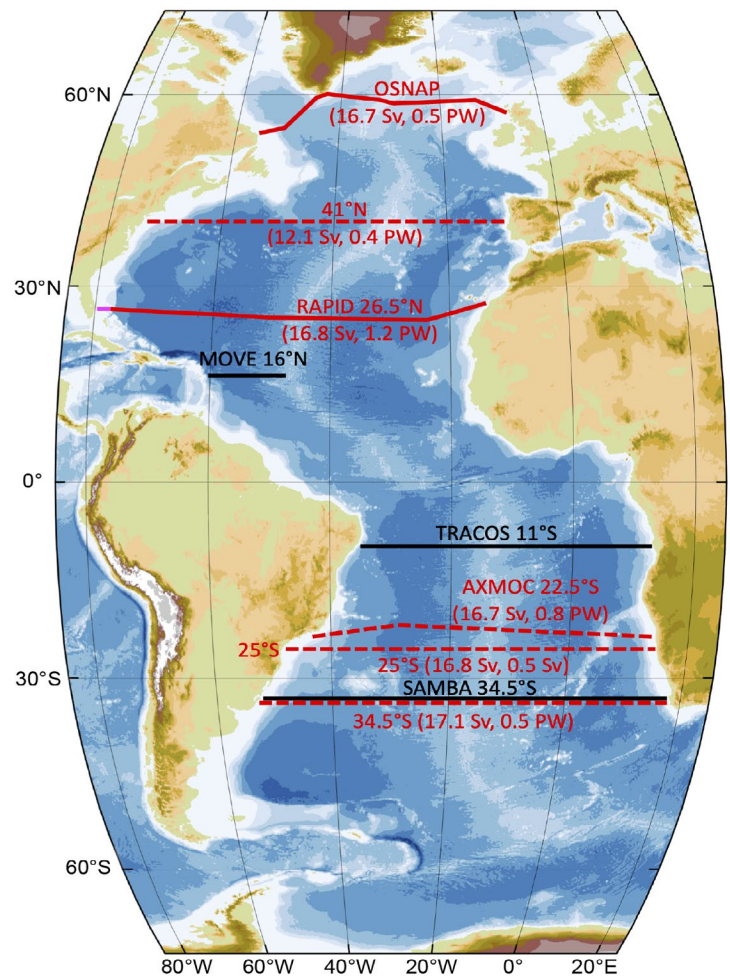 60°N
OSNAP
(16.7 Sv, 0.5 PW)
41°N
(12.1 Sv, 0.4 PW)
30°N
RAPID 26.5°N
(16.8 Sv, 1.2 PW)
MOVE 16°N
0°
TRACOS 11°S
AXMOC 22.5°S
(16.7 Sv, 0.8 PW)
25°S
25°S (16.8 Sv, 0.5 Sv)
30°S
SAMBA 34.5°S
34.5°S (17.1 Sv, 0.5 PW)
60°S
80°W 60°W 40°W 20°W 0° 20°E